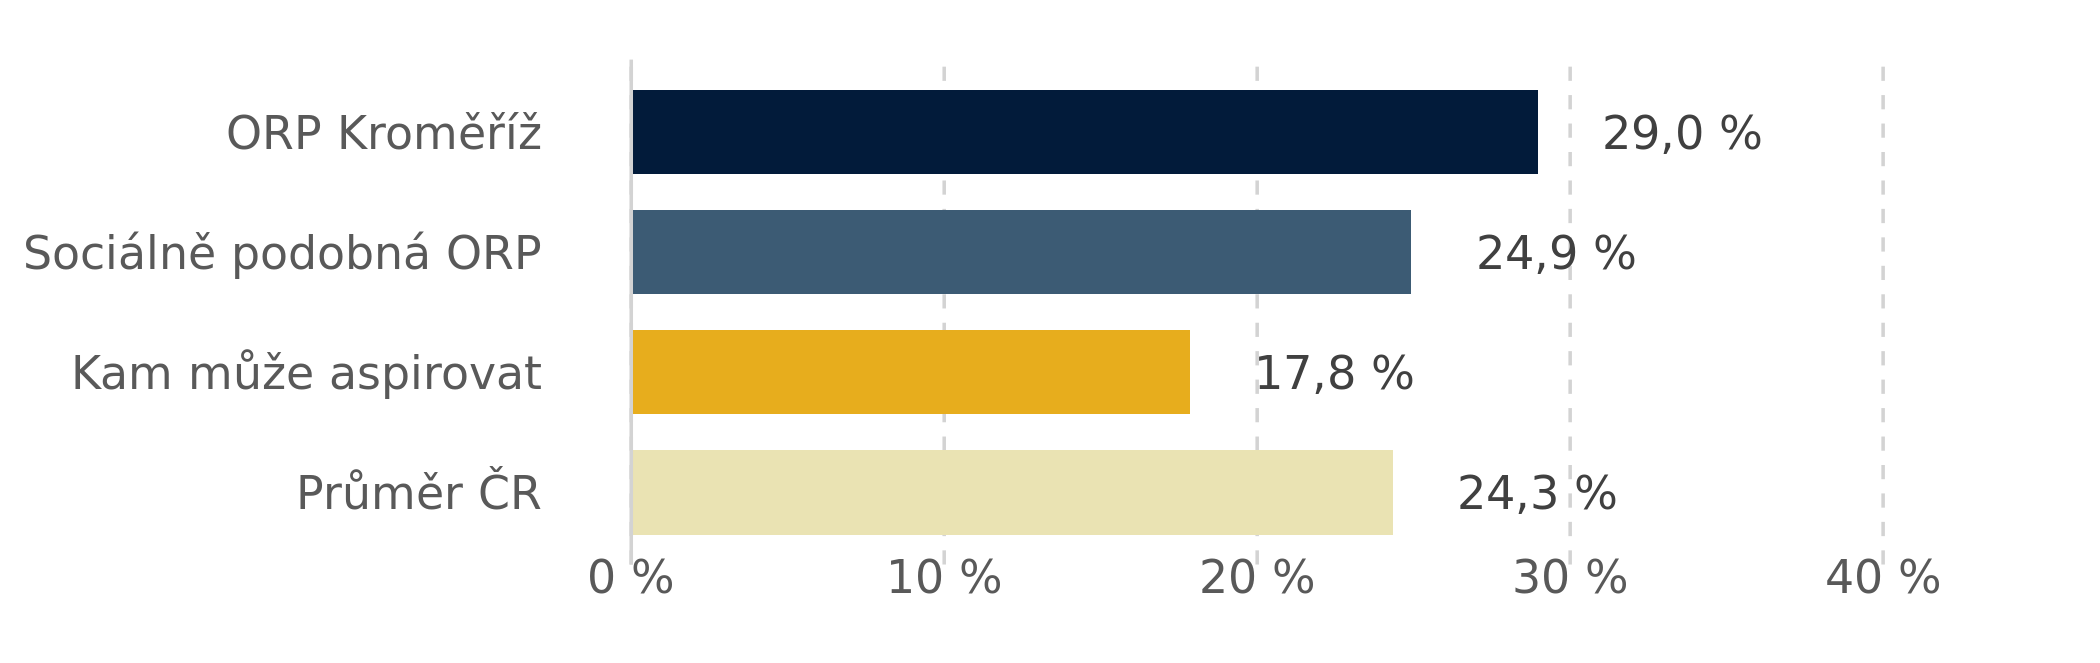 ORP Kroměříž 29,0 %
Sociálně podobná ORP 24,9 %
Kam může aspirovat 17,8 %
Průměr ČR 24,3 %
0 % 10 % 20 % 30 % 40 %